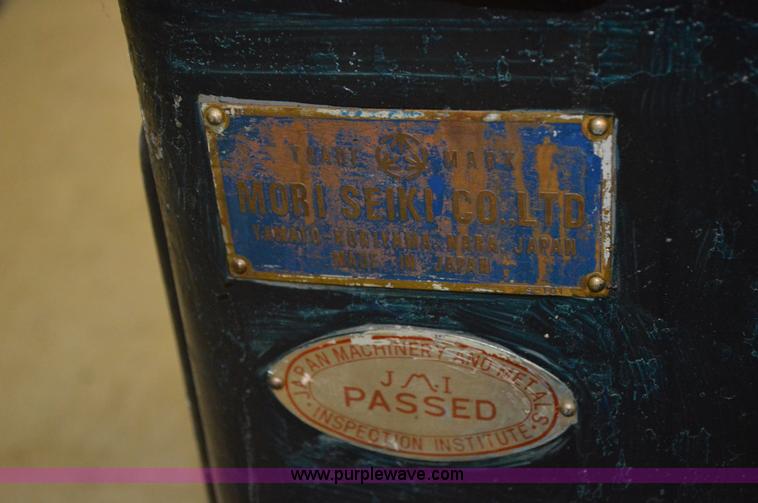 TRADE MARK
MORI SEIKI CO.,LTD
YAMATO-KORIYAMA NARA JAPAN
MADE IN JAPAN
JAPAN MACHINERY AND METALS
JMI
PASSED
INSPECTION INSTITUTE
www.purplewave.com